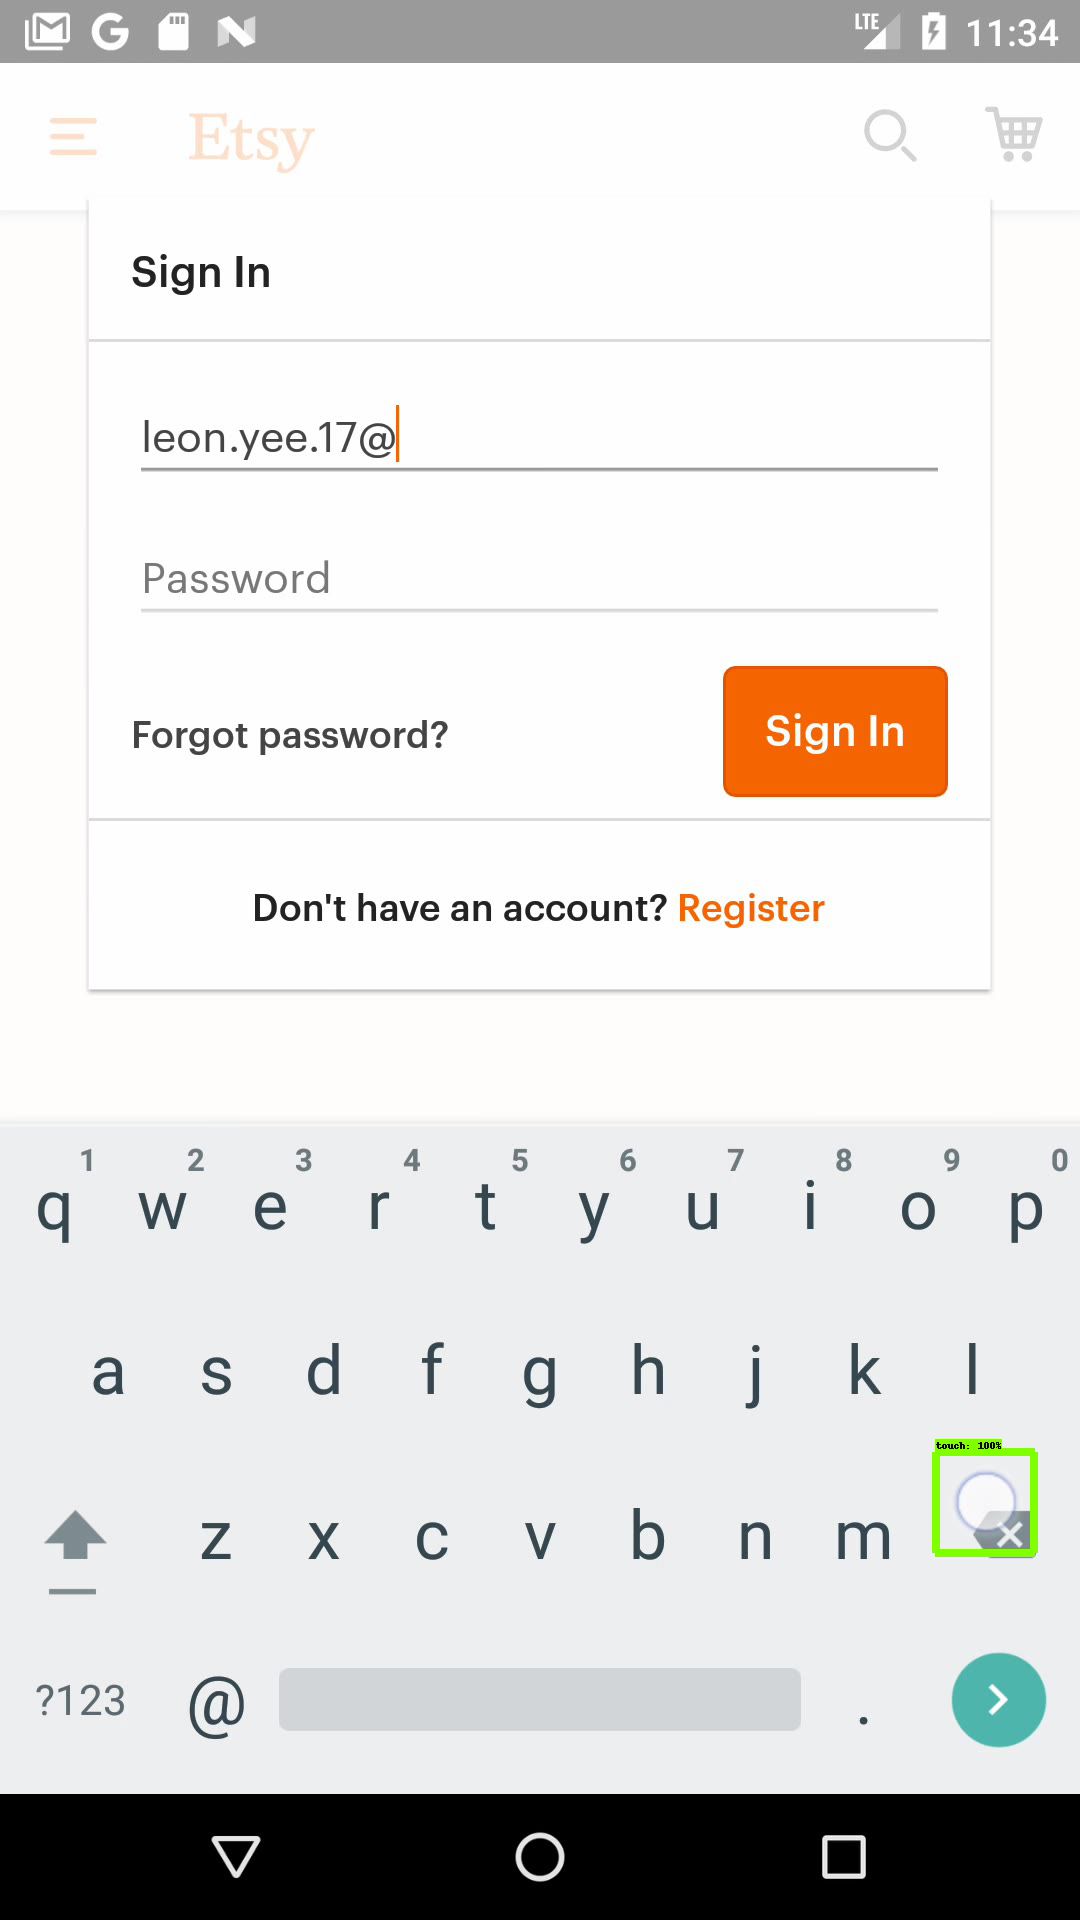 LTE 11:34
Etsy
Sign In
leon.yee.17@
Password
Forgot password?
Sign In
Don't have an account? Register
1 2 3 4 5 6 7 8 9 0
q w e r t y u i o p
a s d f g h j k l
touch: 100%
z x c v b n m
?123 @ .